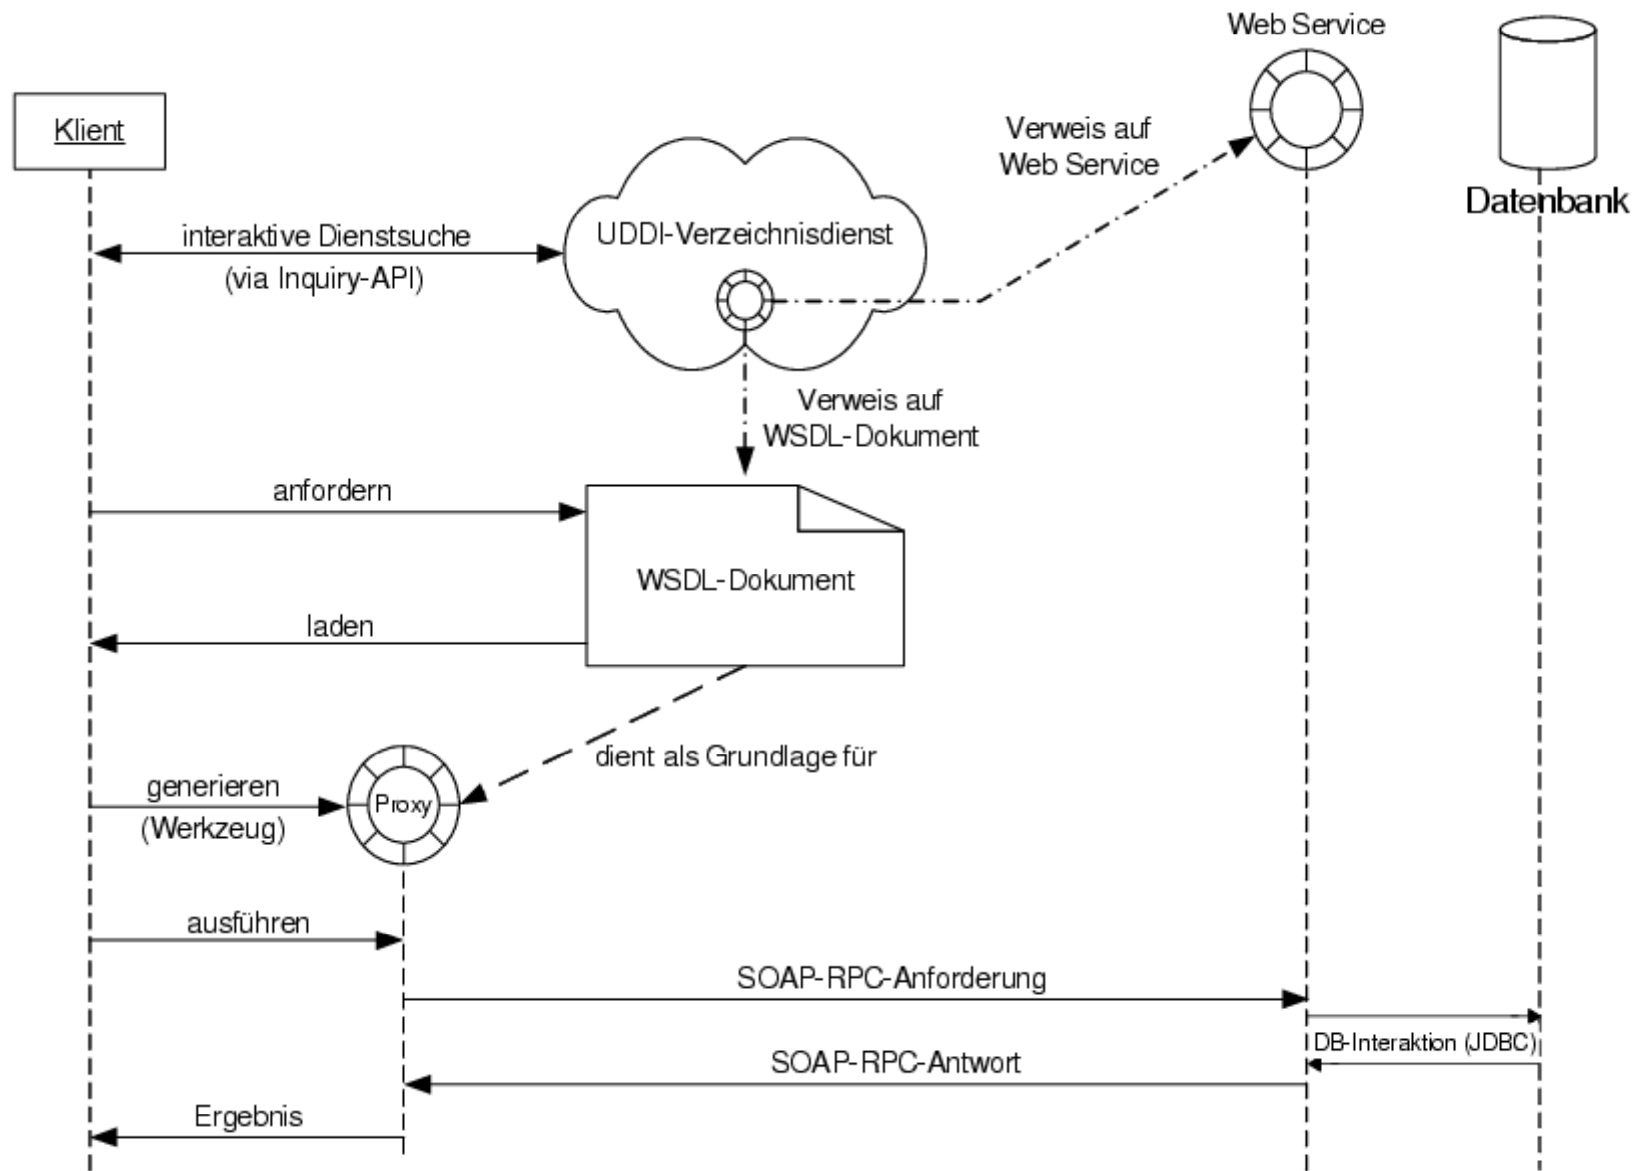 Web Service
Klient
Verweis auf
Web Service
Datenbank
interaktive Dienstsuche
(via Inquiry-API)
UDDI-Verzeichnisdienst
Verweis auf
WSDL-Dokument
anfordern
WSDL-Dokument
laden
dient als Grundlage für
generieren
(Werkzeug)
Proxy
ausführen
SOAP-RPC-Anforderung
DB-Interaktion (JDBC)
SOAP-RPC-Antwort
Ergebnis